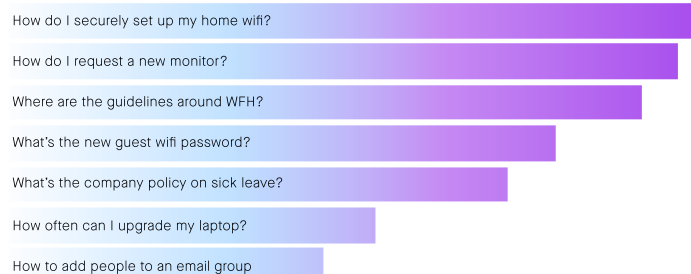 How do I securely set up my home wifi?
How do I request a new monitor?
Where are the guidelines around WFH?
What's the new guest wifi password?
What's the company policy on sick leave?
How often can I upgrade my laptop?
How to add people to an email group